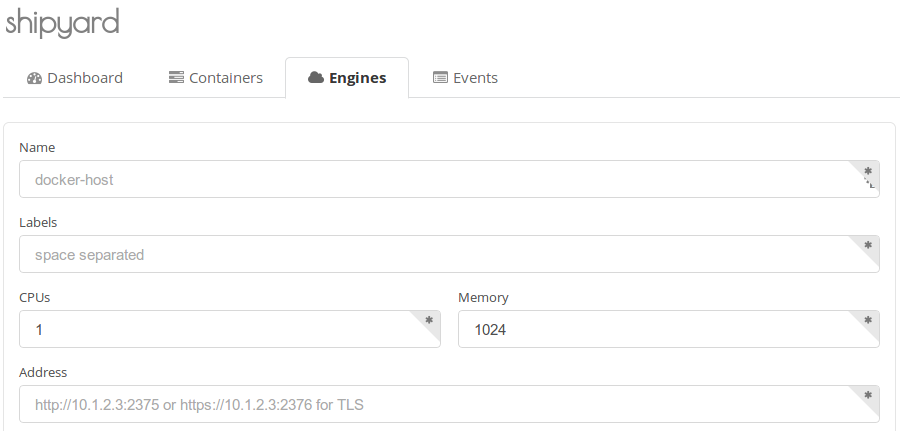 shipyard
Dashboard Containers Engines Events
Name
docker-host
Labels
space separated
CPUs Memory
1 1024
Address
http://10.1.2.3:2375 or https://10.1.2.3:2376 for TLS